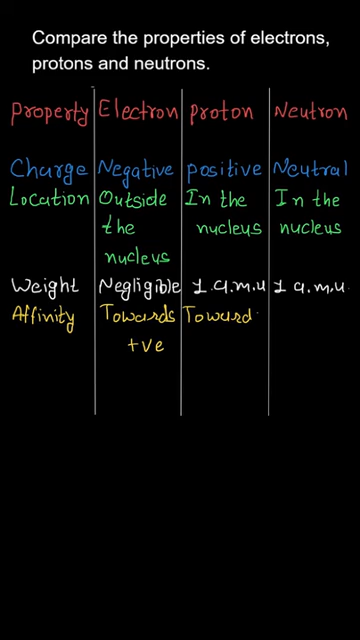 Compare the properties of electrons,
protons and neutrons.
Property Electron proton Neutron
Charge Negative positive Neutral
Location Outside In the In the
the nucleus nucleus
nucleus
Weight Negligible 1 a.m.u 1 a.m.u
Affinity Towards Toward
+ve